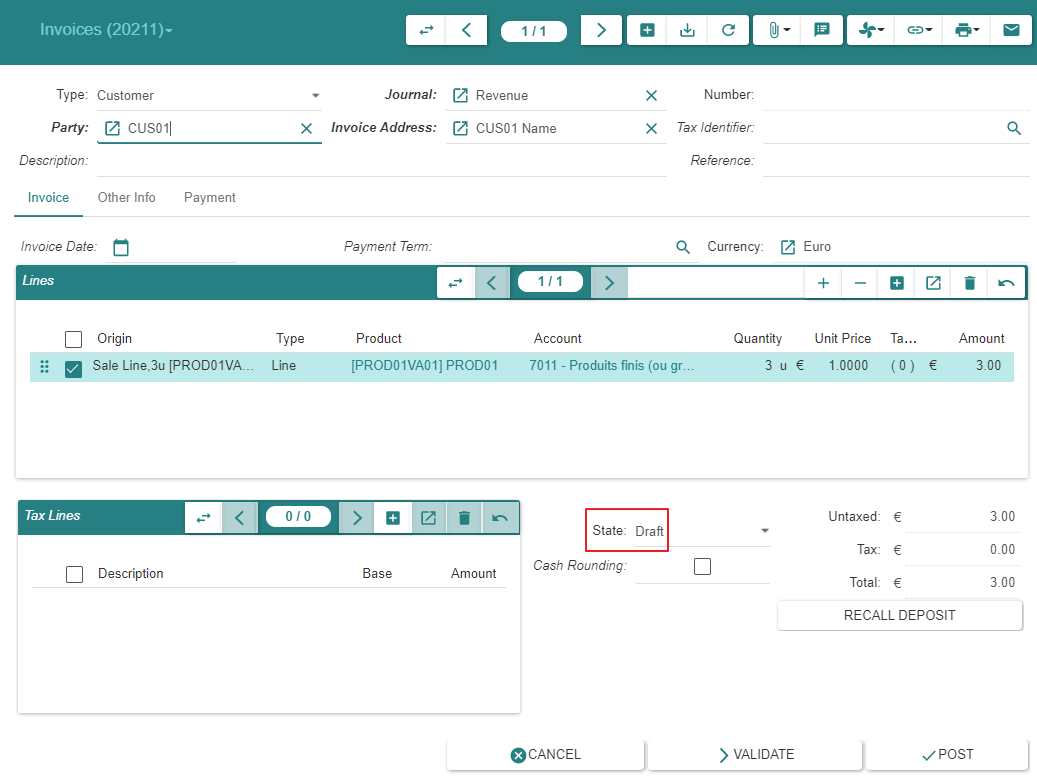 Invoices (20211)
1 / 1
Type: Customer Journal: Revenue Number:
Party: CUS01 Invoice Address: CUS01 Name Tax Identifier:
Description: Reference:
Invoice Other Info Payment
Invoice Date: Payment Term: Currency: Euro
Lines 1 / 1
Origin Type Product Account Quantity Unit Price Ta... Amount
Sale Line,3u [PROD01VA... Line [PROD01VA01] PROD01 7011 - Produits finis (ou gr... 3 u € 1.0000 ( 0 ) € 3.00
Tax Lines 0 / 0
Description Base Amount
State: Draft
Cash Rounding:
Untaxed: € 3.00
Tax: € 0.00
Total: € 3.00
RECALL DEPOSIT
CANCEL VALIDATE POST